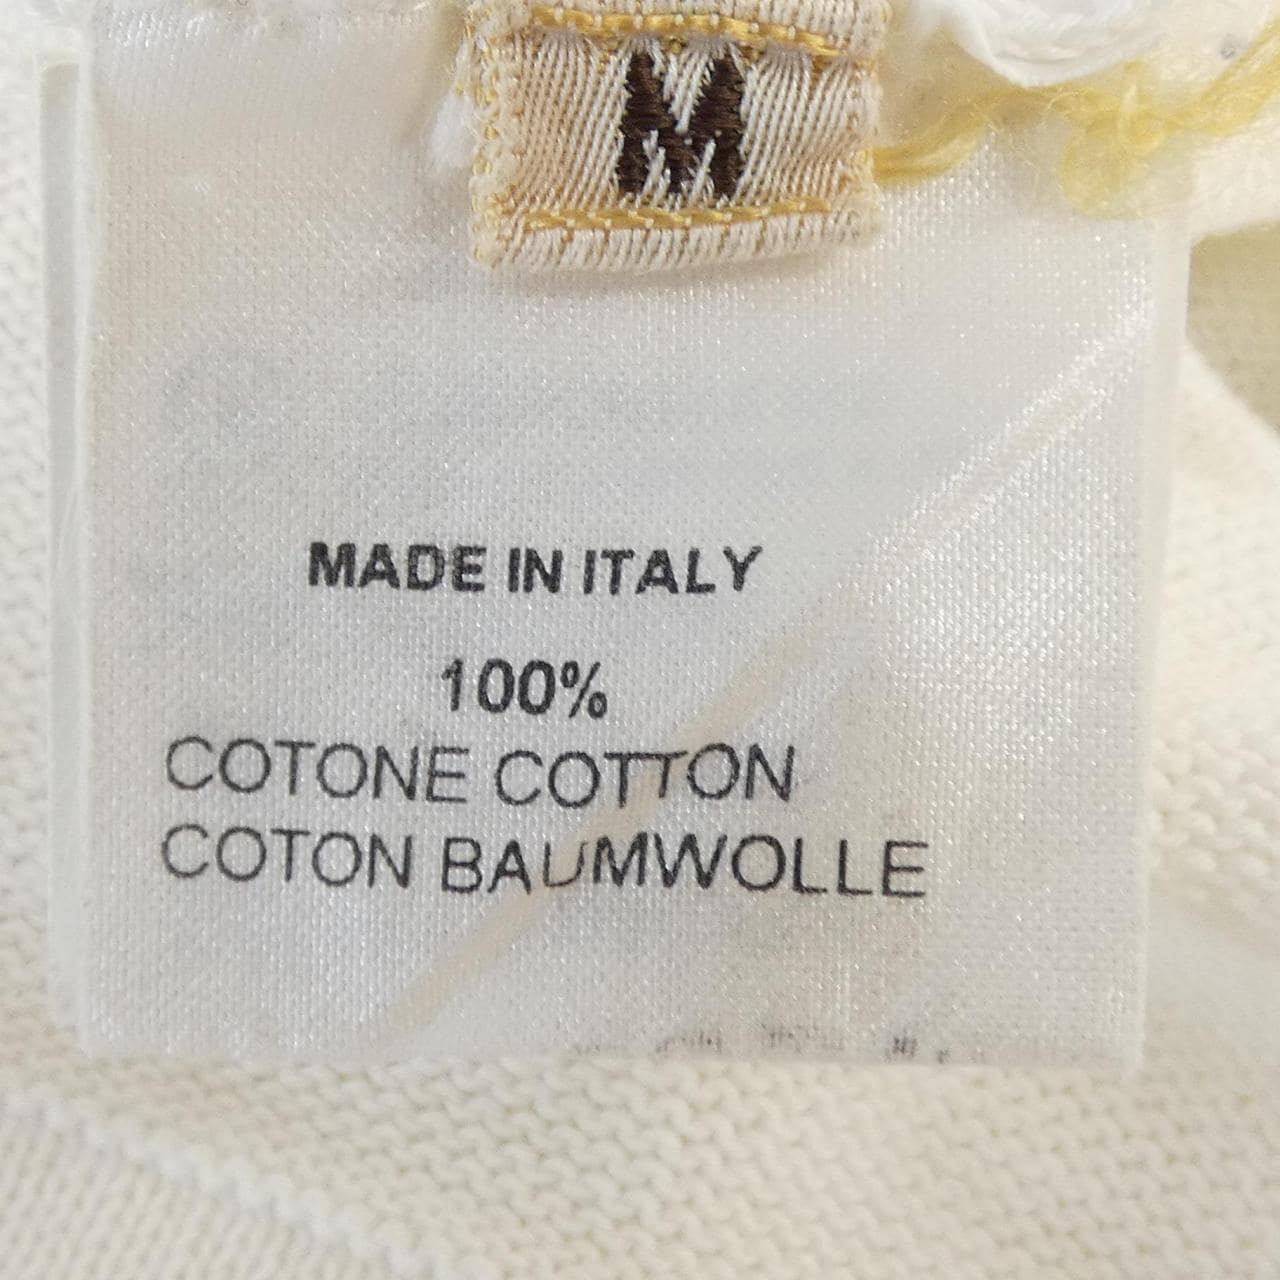 M
MADE IN ITALY
100%
COTONE COTTON
COTON BAUMWOLLE